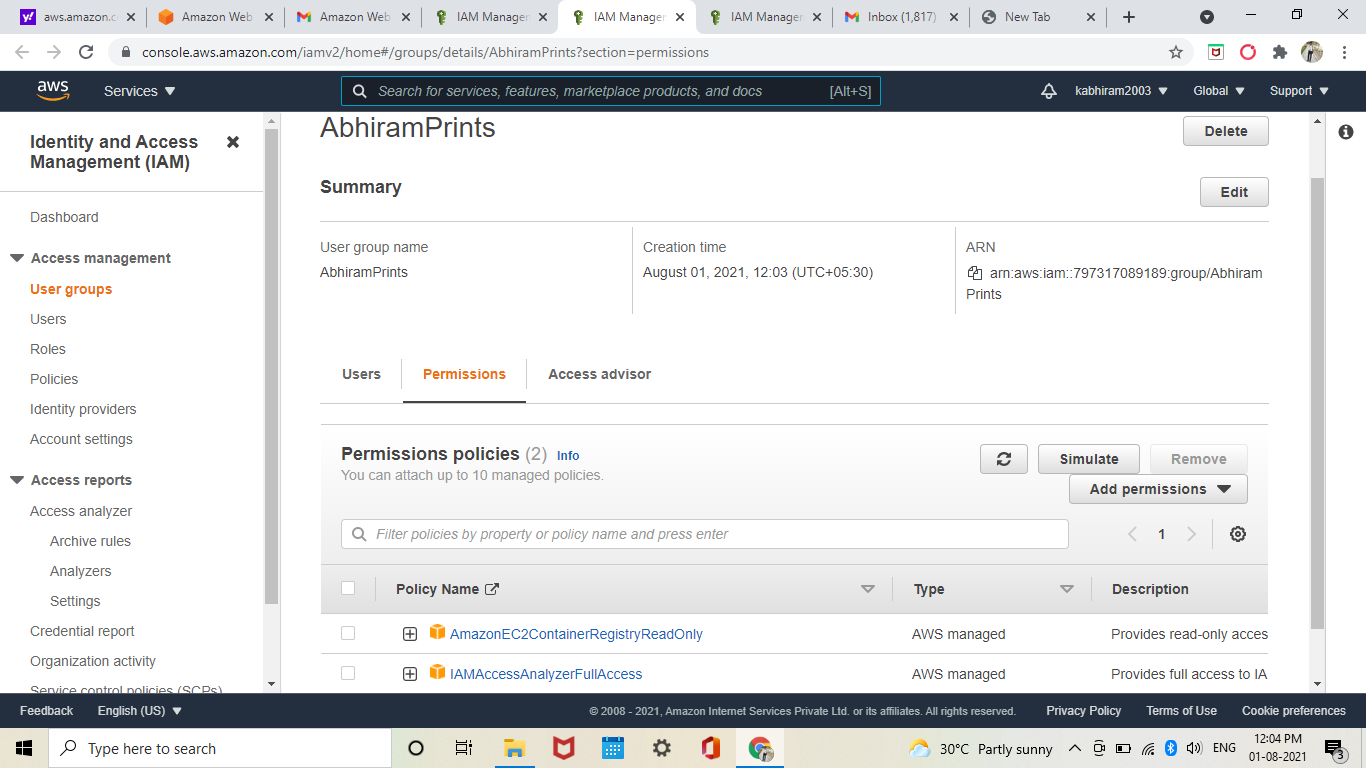 aws.amazon.c
Amazon Web
Amazon Web
IAM Manage
IAM Manage
IAM Manage
Inbox (1,817)
New Tab
console.aws.amazon.com/iamv2/home#/groups/details/AbhiramPrints?section=permissions
aws
Services
Search for services, features, marketplace products, and docs
[Alt+S]
kabhiram2003
Global
Support
Identity and Access
Management (IAM)
Dashboard
Access management
User groups
Users
Roles
Policies
Identity providers
Account settings
Access reports
Access analyzer
Archive rules
Analyzers
Settings
Credential report
Organization activity
Service control policies (SCPs)
AbhiramPrints
Delete
Summary
Edit
User group name
AbhiramPrints
Creation time
August 01, 2021, 12:03 (UTC+05:30)
ARN
arn:aws:iam::797317089189:group/Abhiram
Prints
Users
Permissions
Access advisor
Permissions policies (2) Info
You can attach up to 10 managed policies.
Simulate
Remove
Add permissions
Filter policies by property or policy name and press enter
1
Policy Name
Type
Description
AmazonEC2ContainerRegistryReadOnly
AWS managed
Provides read-only acces
IAMAccessAnalyzerFullAccess
AWS managed
Provides full access to IA
Feedback
English (US)
© 2008 - 2021, Amazon Internet Services Private Ltd. or its affiliates. All rights reserved.
Privacy Policy
Terms of Use
Cookie preferences
Type here to search
30°C Partly sunny
ENG
12:04 PM
01-08-2021
3